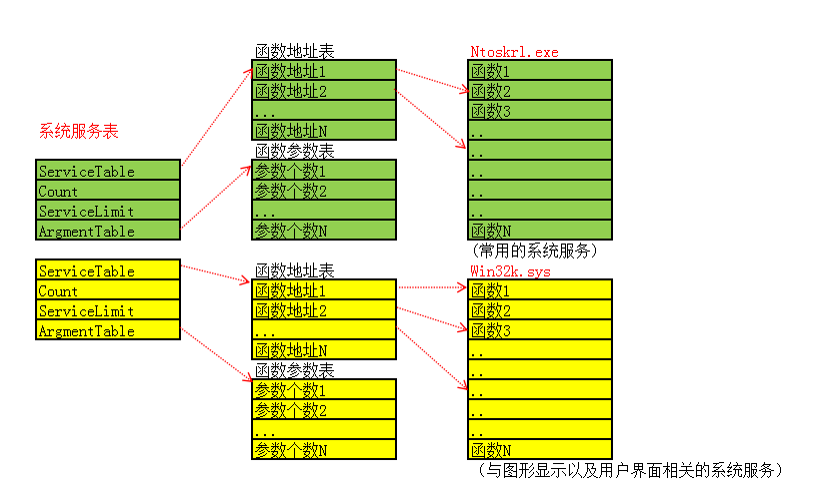 系统服务表
ServiceTable
Count
ServiceLimit
ArgmentTable
函数地址表
函数地址1
函数地址2
...
函数地址N
函数参数表
参数个数1
参数个数2
...
参数个数N
Ntoskrl.exe
函数1
函数2
函数3
..
..
..
..
..
函数N
(常用的系统服务)
ServiceTable
Count
ServiceLimit
ArgmentTable
函数地址表
函数地址1
函数地址2
...
函数地址N
函数参数表
参数个数1
参数个数2
...
参数个数N
Win32k.sys
函数1
函数2
函数3
..
..
..
..
..
函数N
(与图形显示以及用户界面相关的系统服务)